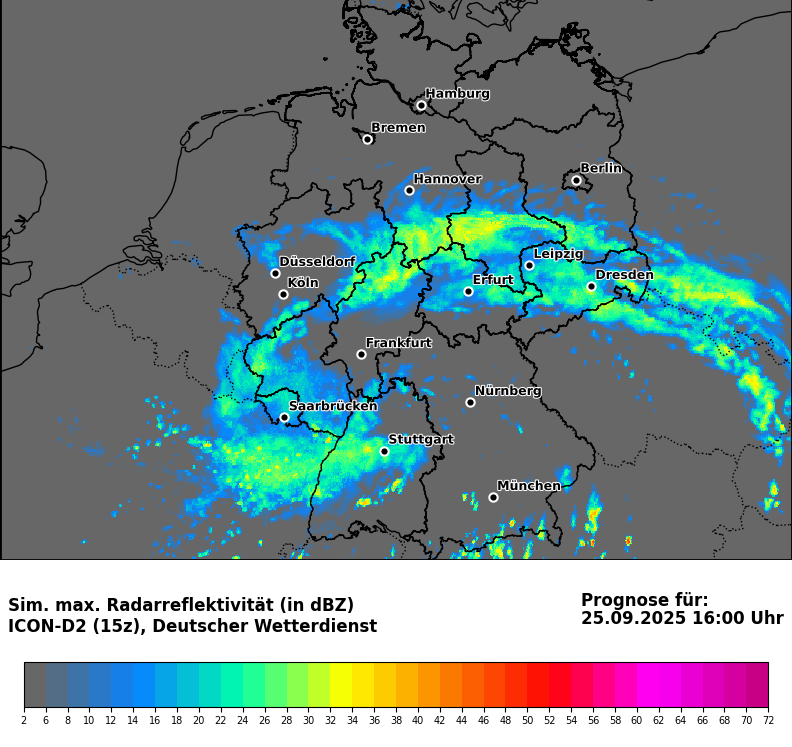 Hamburg
Bremen
Berlin
Hannover
Leipzig
Düsseldorf
Dresden
Köln
Erfurt
Frankfurt
Nürnberg
Saarbrücken
Stuttgart
München
Sim. max. Radarreflektivität (in dBZ)
ICON-D2 (15z), Deutscher Wetterdienst
Prognose für:
25.09.2025 16:00 Uhr
2 6 8 10 12 14 16 18 20 22 24 26 28 30 32 34 36 38 40 42 44 46 48 50 52 54 56 58 60 62 64 66 68 70 72